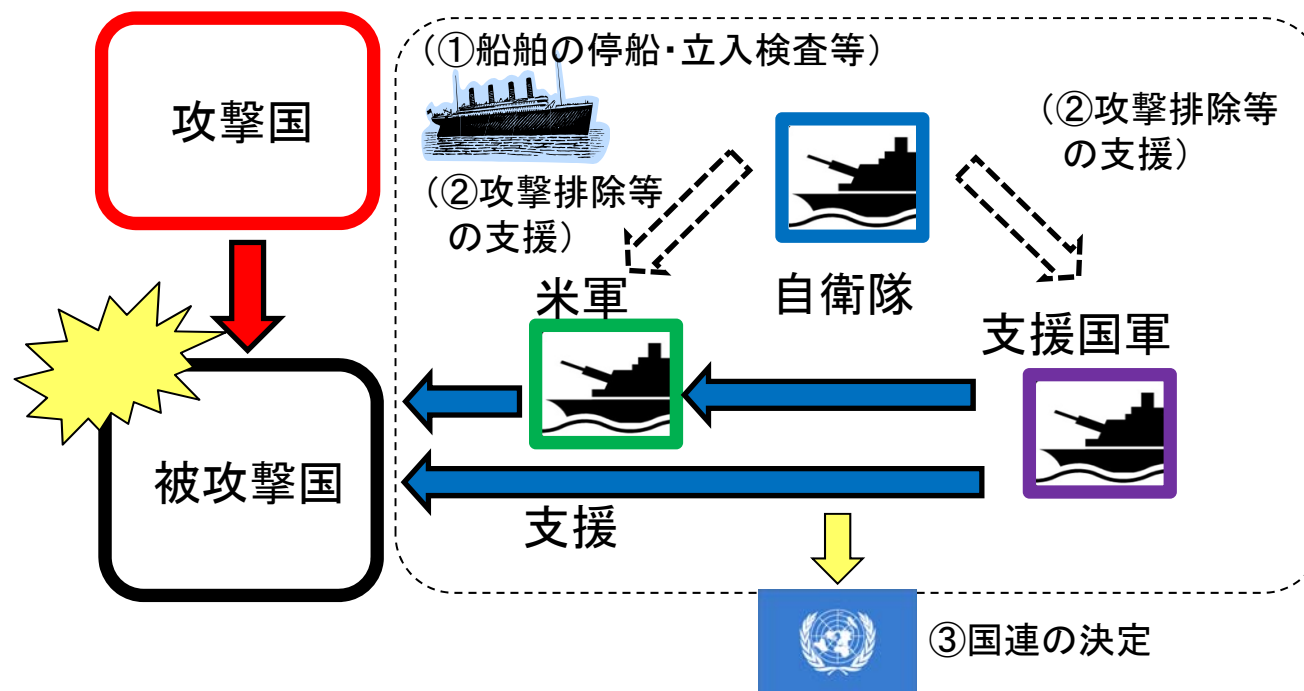 (①船舶の停船・立入検査等)
攻撃国
(②攻撃排除等
の支援)
(②攻撃排除等
の支援)
米軍
自衛隊
支援国軍
被攻撃国
支援
③国連の決定